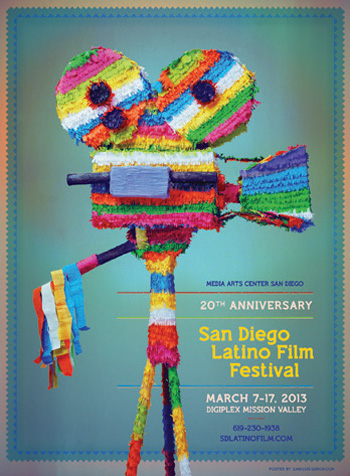 MEDIA ARTS CENTER SAN DIEGO
20TH ANNIVERSARY
San Diego
Latino Film
Festival
MARCH 7-17, 2013
DIGIPLEX MISSION VALLEY
619-230-1938
SDLATINOFILM.COM